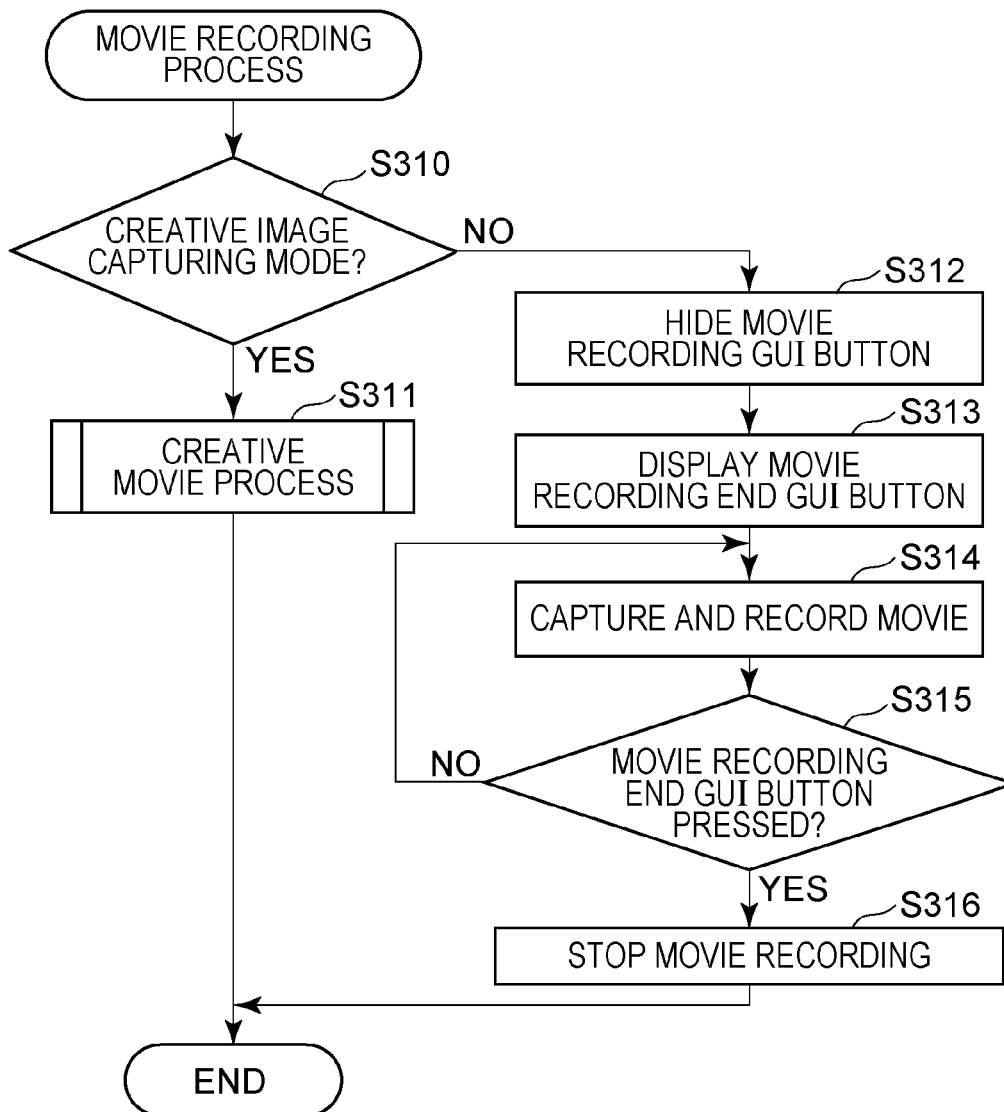 MOVIE RECORDING
PROCESS
S310
CREATIVE IMAGE
CAPTURING MODE?
NO
YES
S311
CREATIVE
MOVIE PROCESS
S312
HIDE MOVIE
RECORDING GUI BUTTON
S313
DISPLAY MOVIE
RECORDING END GUI BUTTON
S314
CAPTURE AND RECORD MOVIE
S315
MOVIE RECORDING
END GUI BUTTON
PRESSED?
NO
YES
S316
STOP MOVIE RECORDING
END